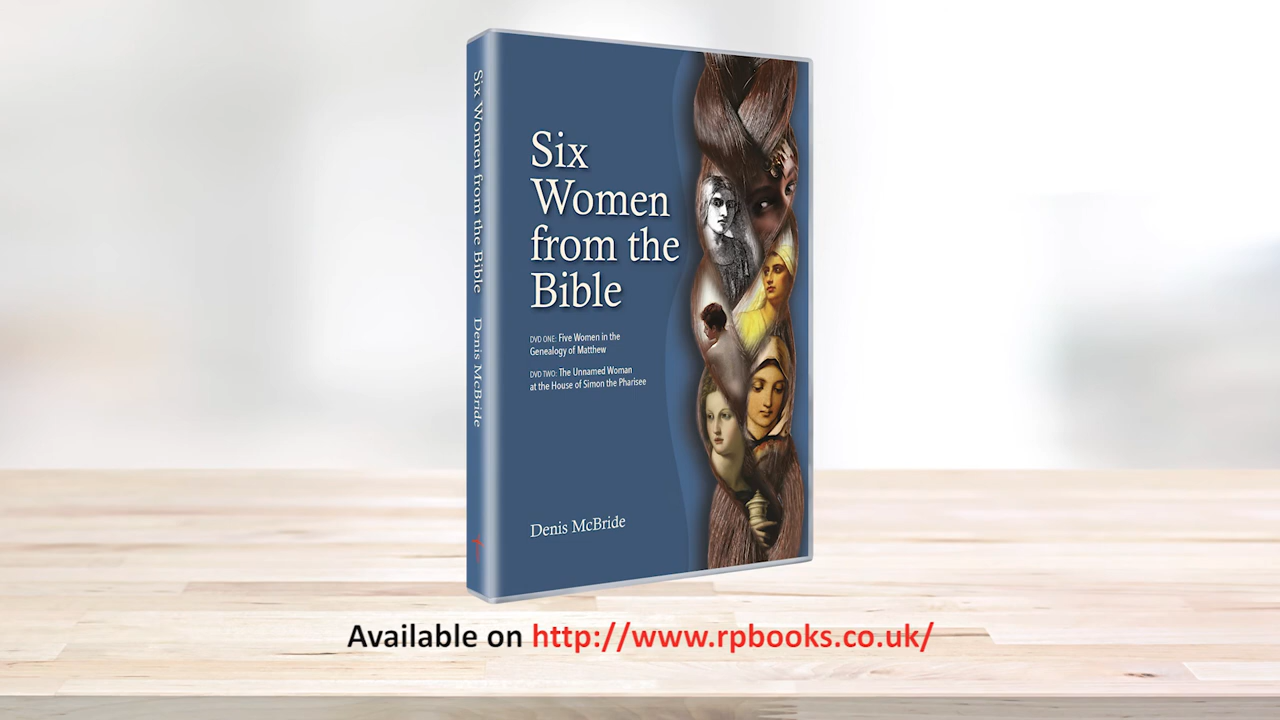 Six Women from the Bible Denis McBride
Six
Women
from the
Bible
DVD ONE: Five Women in the
Genealogy of Matthew
DVD TWO: The Unnamed Woman
at the House of Simon the Pharisee
Denis McBride
Available on http://www.rpbooks.co.uk/